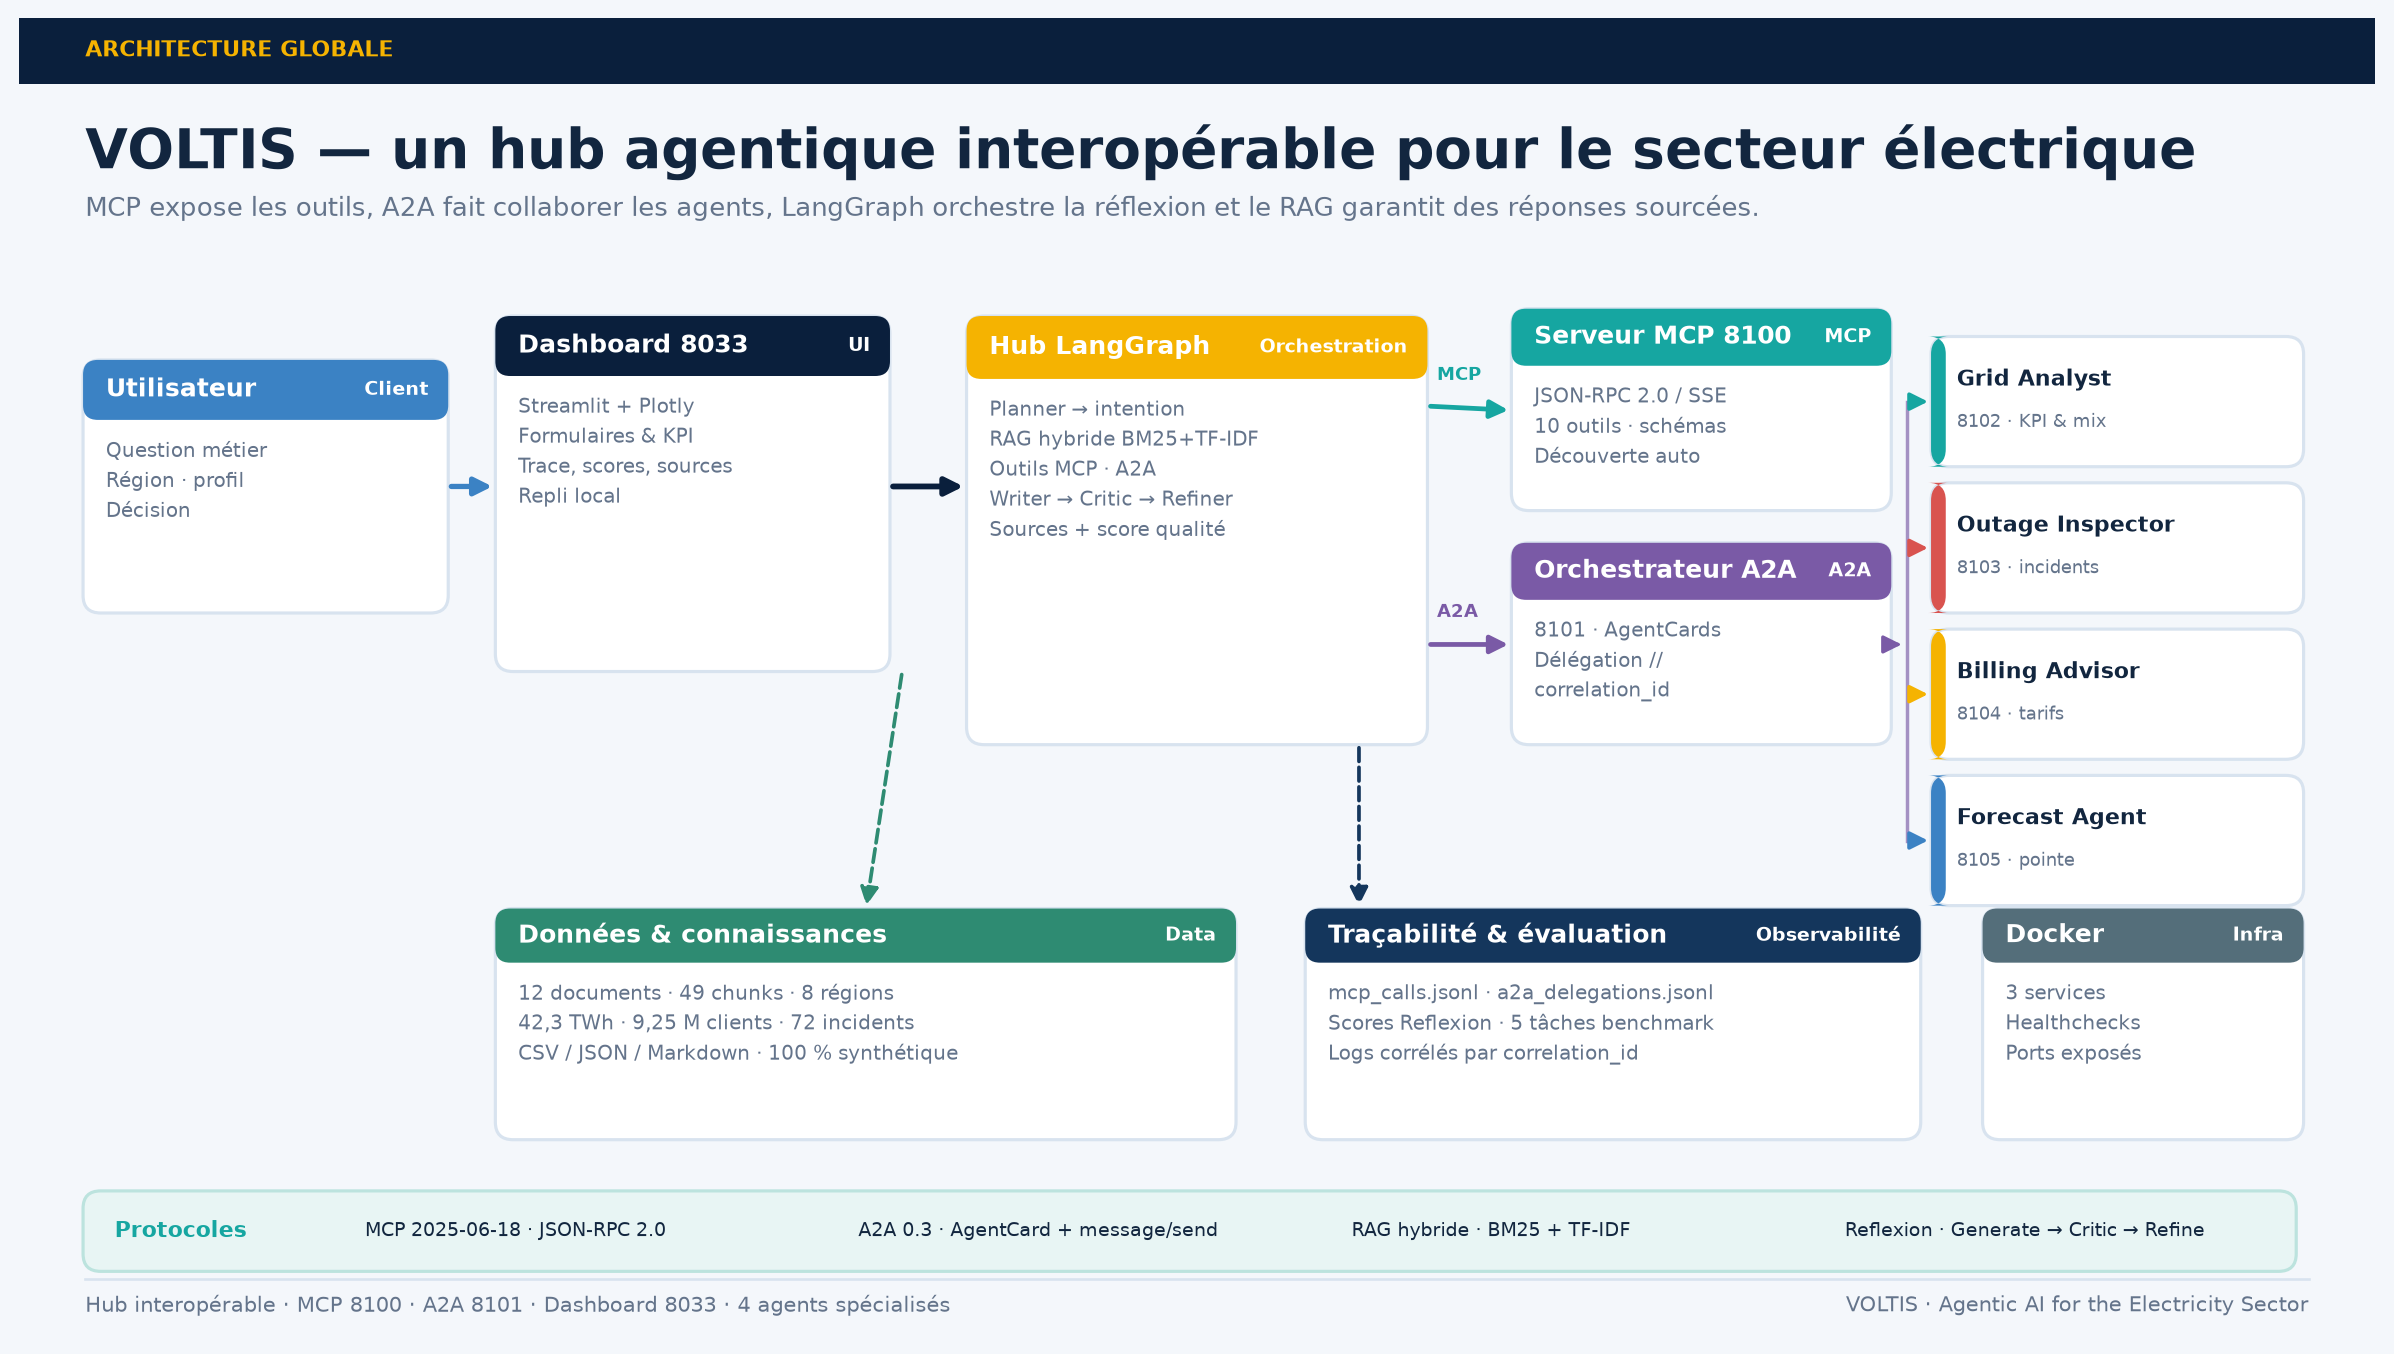 ARCHITECTURE GLOBALE
VOLTIS — un hub agentique interopérable pour le secteur électrique
MCP expose les outils, A2A fait collaborer les agents, LangGraph orchestre la réflexion et le RAG garantit des réponses sourcées.
Utilisateur Client
Question métier
Région · profil
Décision
Dashboard 8033 UI
Streamlit + Plotly
Formulaires & KPI
Trace, scores, sources
Repli local
Hub LangGraph Orchestration
Planner → intention
RAG hybride BM25+TF-IDF
Outils MCP · A2A
Writer → Critic → Refiner
Sources + score qualité
MCP
A2A
Serveur MCP 8100 MCP
JSON-RPC 2.0 / SSE
10 outils · schémas
Découverte auto
Orchestrateur A2A A2A
8101 · AgentCards
Délégation //
correlation_id
Grid Analyst
8102 · KPI & mix
Outage Inspector
8103 · incidents
Billing Advisor
8104 · tarifs
Forecast Agent
8105 · pointe
Données & connaissances Data
12 documents · 49 chunks · 8 régions
42,3 TWh · 9,25 M clients · 72 incidents
CSV / JSON / Markdown · 100 % synthétique
Traçabilité & évaluation Observabilité
mcp_calls.jsonl · a2a_delegations.jsonl
Scores Reflexion · 5 tâches benchmark
Logs corrélés par correlation_id
Docker Infra
3 services
Healthchecks
Ports exposés
Protocoles MCP 2025-06-18 · JSON-RPC 2.0 A2A 0.3 · AgentCard + message/send RAG hybride · BM25 + TF-IDF Reflexion · Generate → Critic → Refine
Hub interopérable · MCP 8100 · A2A 8101 · Dashboard 8033 · 4 agents spécialisés
VOLTIS · Agentic AI for the Electricity Sector